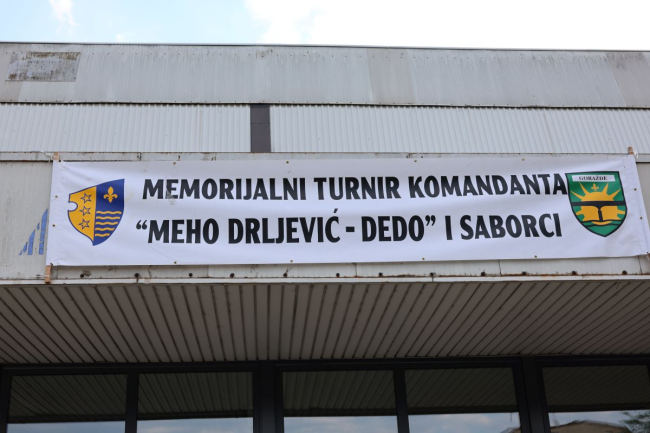 MEMORIJALNI TURNIR KOMANDANTA
"MEHO DRLJEVIĆ - DEDO" I SABORCI
GORAŽDE